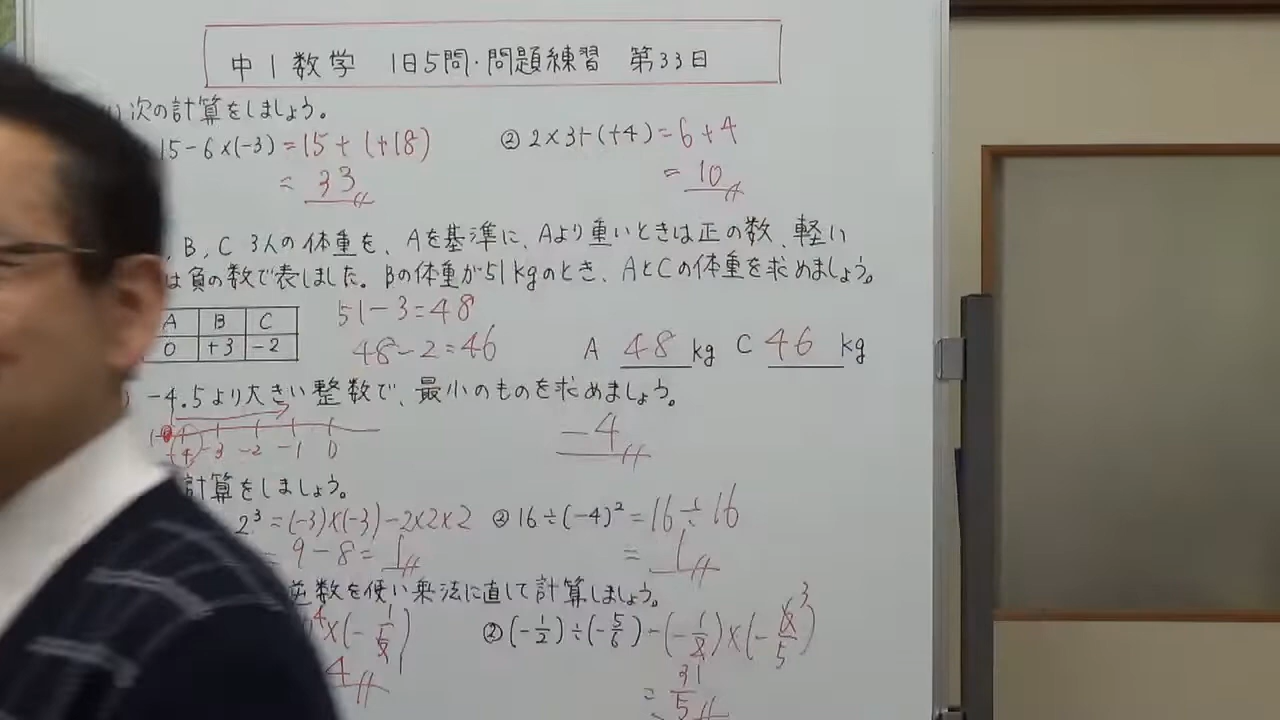 中1数学 1日5問・問題練習 第33日
次の計算をしましょう。
15-6×(-3)=15+(+18)
=33
② 2×3+(+4)=6+4
=10
B, C 3人の体重を、Aを基準に、Aより重いときは正の数、軽い
は負の数で表しました。Bの体重が51kgのとき、AとCの体重を求めましょう。
A B C
0 +3 -2
51-3=48
48-2=46
A 48 kg C 46 kg
-4.5より大きい整数で、最小のものを求めましょう。
-4 -3 -2 -1 0
-4
計算をしましょう。
2³=(-3)×(-3)-2×2×2
=9-8=1
② 16÷(-4)²=16÷16
=1
逆数を使い乗法に直して計算しましょう。
4×(-1/5)
4
② (-1/2)÷(-5/6)=(-1/2)×(-6/5) 3
=3/5